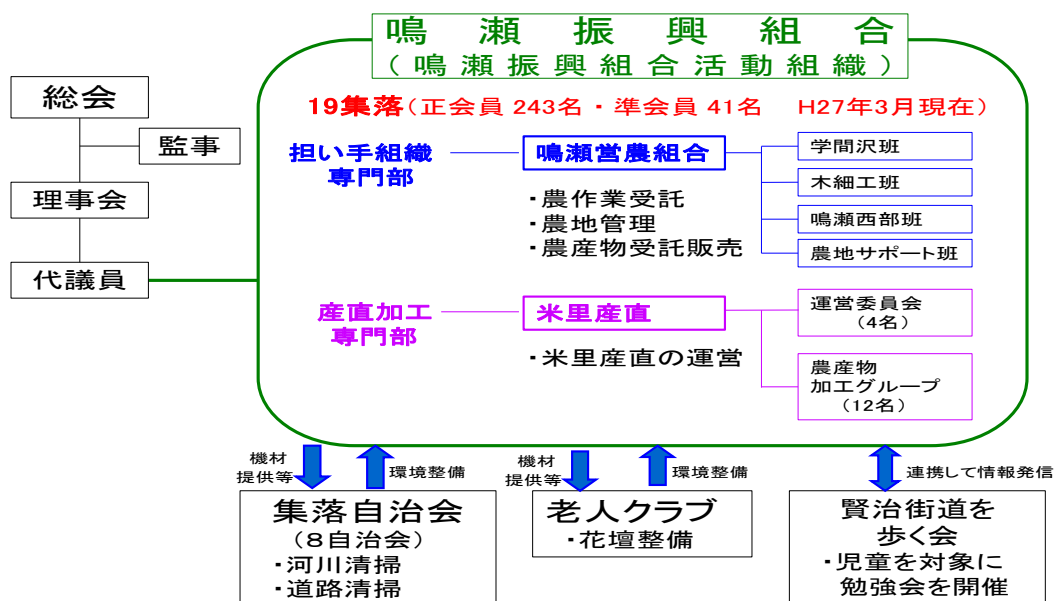 鳴瀬振興組合
（鳴瀬振興組合活動組織）
総会
監事
理事会
代議員
19集落（正会員 243名・準会員 41名　H27年3月現在）
担い手組織
専門部
鳴瀬営農組合
・農作業受託
・農地管理
・農産物受託販売
学間沢班
木細工班
鳴瀬西部班
農地サポート班
産直加工
専門部
米里産直
・米里産直の運営
運営委員会
（4名）
農産物
加工グループ
（12名）
機材
提供等
環境整備
機材
提供等
環境整備
連携して情報発信
集落自治会
（8自治会）
・河川清掃
・道路清掃
老人クラブ
・花壇整備
賢治街道を
歩く会
・児童を対象に
勉強会を開催